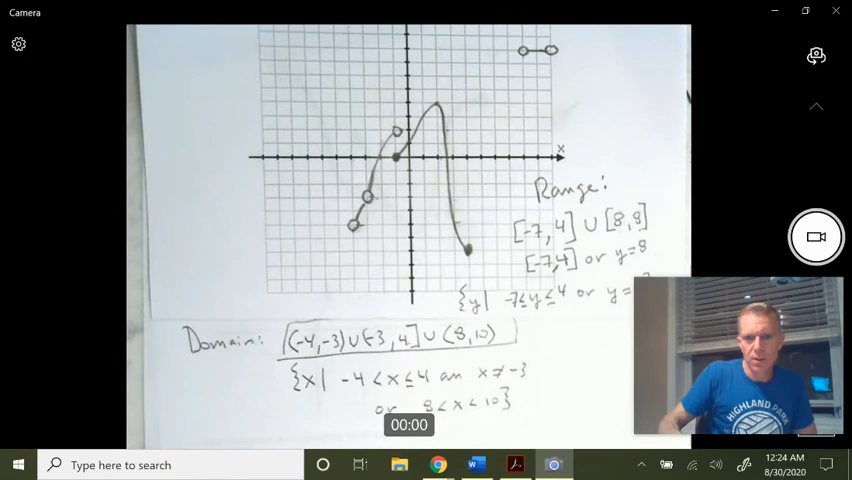 Camera
x
Range:
[-7, 4] ∪ [8, 8]
[-7,4] or y=8
{y| -7≤y≤4 or y=
Domain: (-4,-3)∪(-3, 4] ∪ (8,10)
{x| -4<x≤4 an x≠-3
or 8<x<10}
00:00
HIGHLAND PARK
Type here to search
12:24 AM
8/30/2020